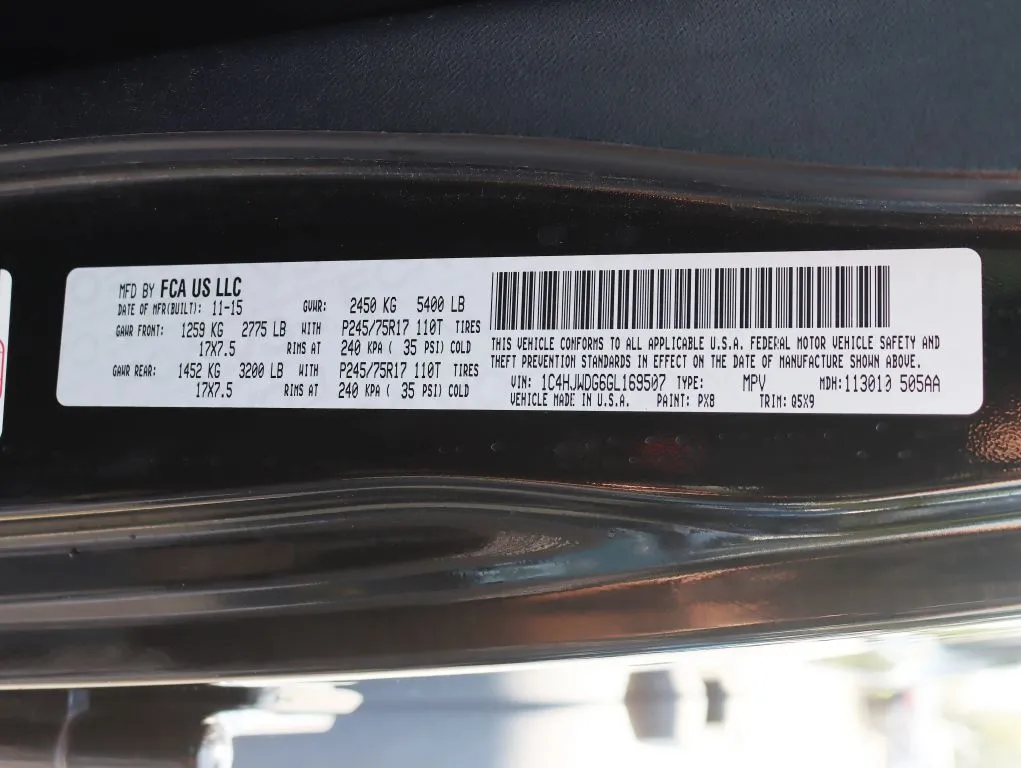 MFD BY FCA US LLC
DATE OF MFR(BUILT): 11-15 GVWR: 2450 KG 5400 LB
GAWR FRONT: 1259 KG 2775 LB WITH P245/75R17 110T TIRES
17X7.5 RIMS AT 240 KPA ( 35 PSI) COLD
GAWR REAR: 1452 KG 3200 LB WITH P245/75R17 110T TIRES
17X7.5 RIMS AT 240 KPA ( 35 PSI) COLD
THIS VEHICLE CONFORMS TO ALL APPLICABLE U.S.A. FEDERAL MOTOR VEHICLE SAFETY AND
THEFT PREVENTION STANDARDS IN EFFECT ON THE DATE OF MANUFACTURE SHOWN ABOVE.
VIN: 1C4HJWDG6GL169507 TYPE: MPV MDH: 113010 505AA
VEHICLE MADE IN U.S.A. PAINT: PX8 TRIM: Q5X9